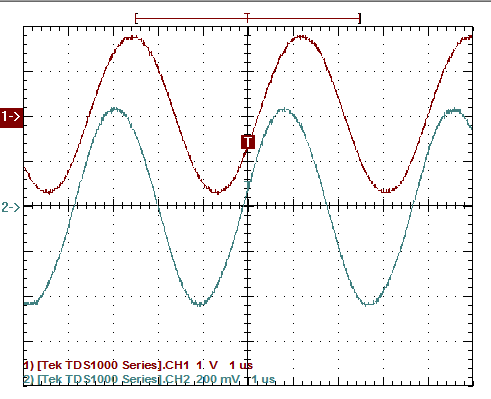 1->
T
2->
1) [Tek TDS1000 Series].CH1 1. V 1 us
2) [Tek TDS1000 Series].CH2 200 mV 1 us